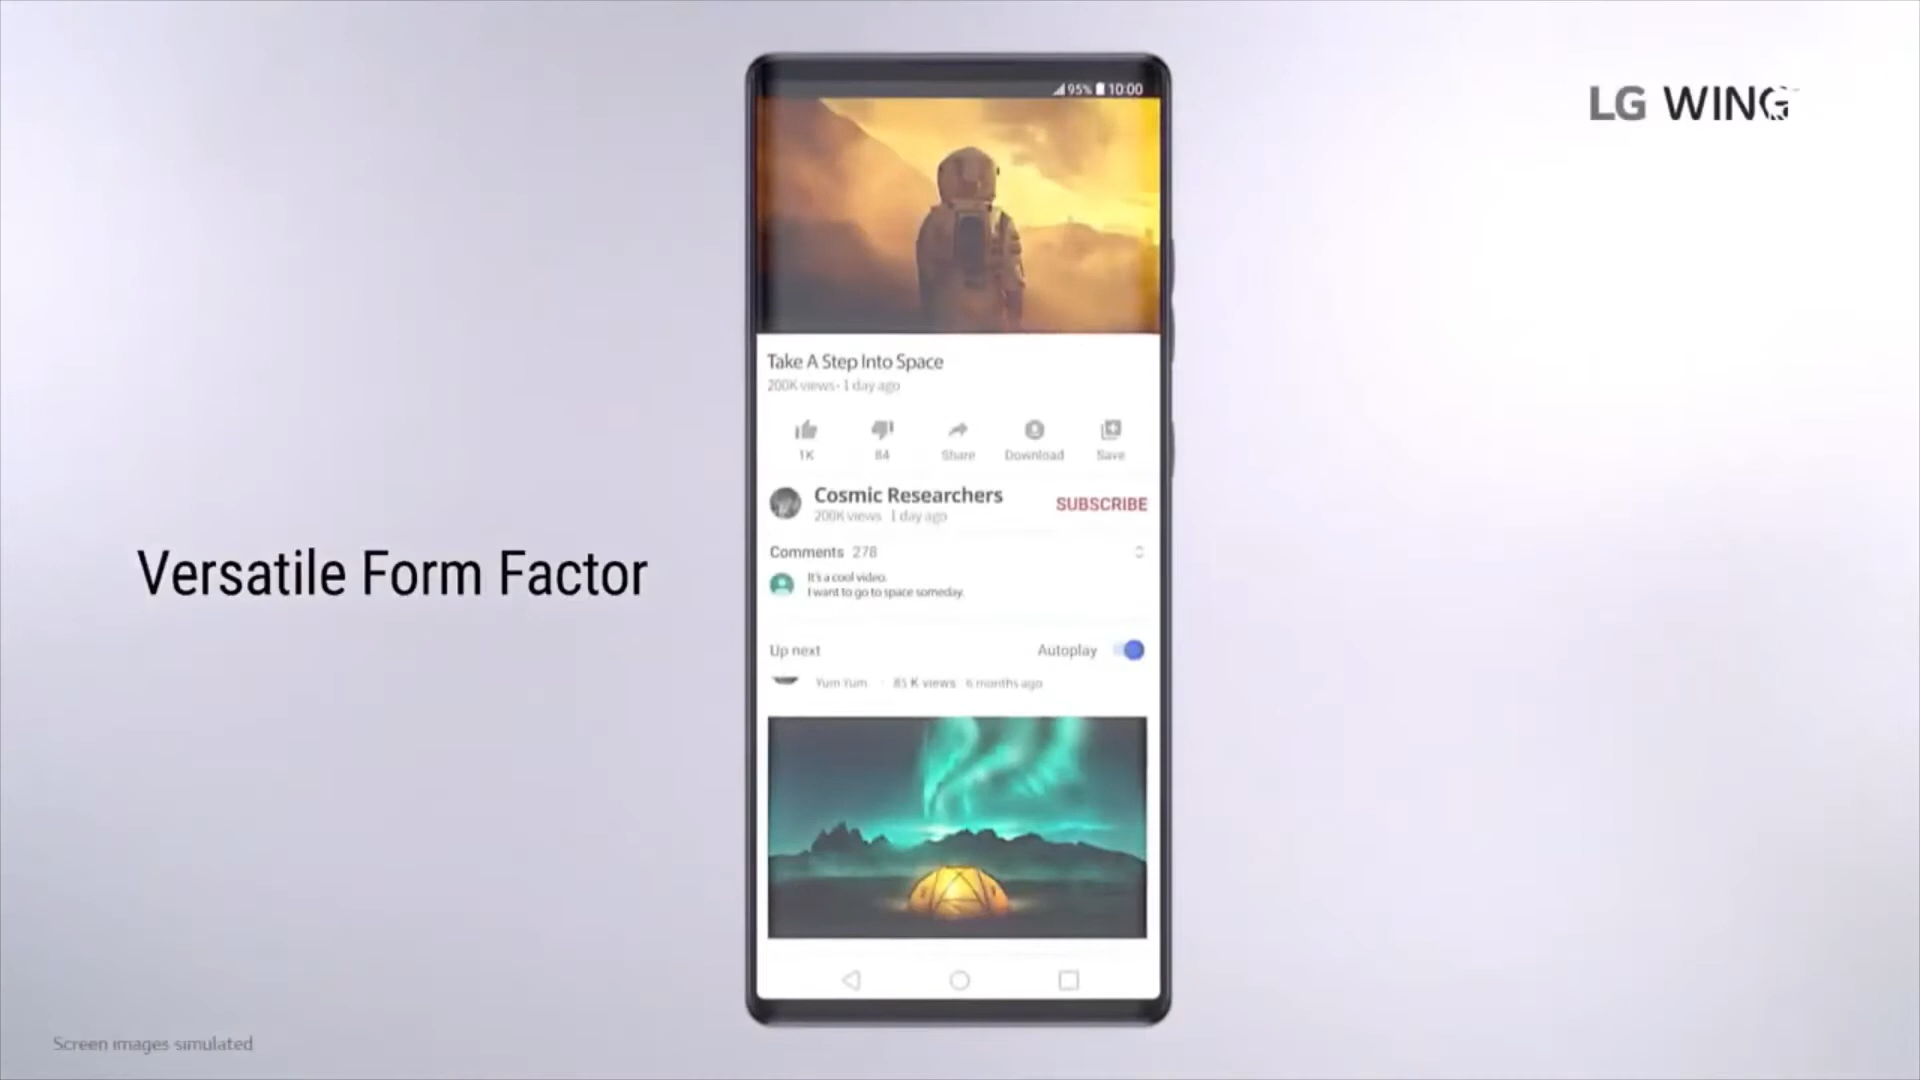 LG WING
95% 10:00
Take A Step Into Space
200K views · 1 day ago
1K 84 Share Download Save
Cosmic Researchers
200K views 1 day ago
SUBSCRIBE
Comments 278
It's a cool video.
I want to go to space someday.
Versatile Form Factor
Up next Autoplay
Yum Yum · 85 K views · 6 months ago
Screen images simulated